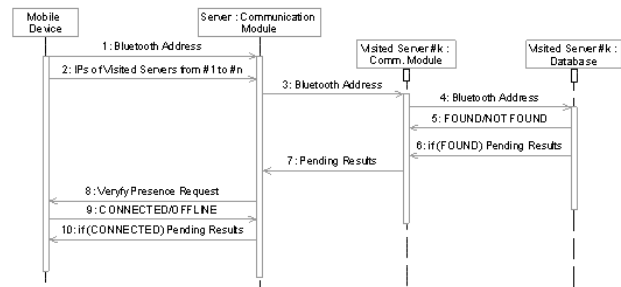 Mobile
Device
Server : Communication
Module
Visited Server#k :
Comm. Module
Visited Server#k :
Database
1: Bluetooth Address
2: IPs of Visited Servers from #1 to #n
3: Bluetooth Address
4: Bluetooth Address
5: FOUND/NOT FOUND
6: if(FOUND) Pending Results
7: Pending Results
8: Veryfy Presence Request
9: CONNECTED/OFFLINE
10: if(CONNECTED) Pending Results